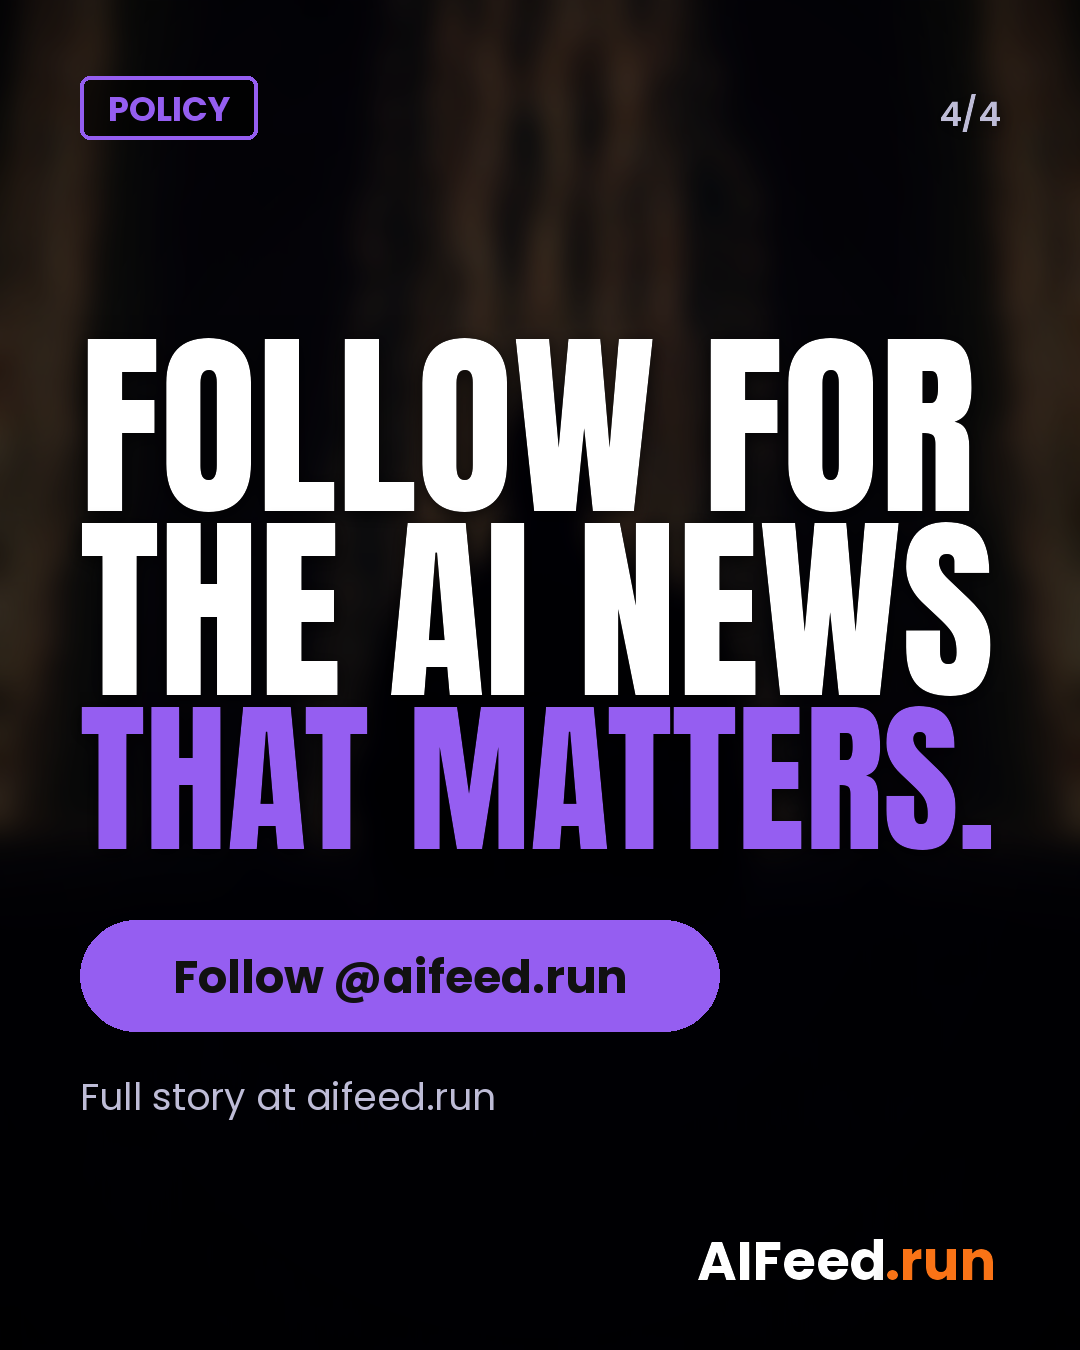 POLICY
4/4
FOLLOW FOR
THE AI NEWS
THAT MATTERS.
Follow @aifeed.run
Full story at aifeed.run
AIFeed.run